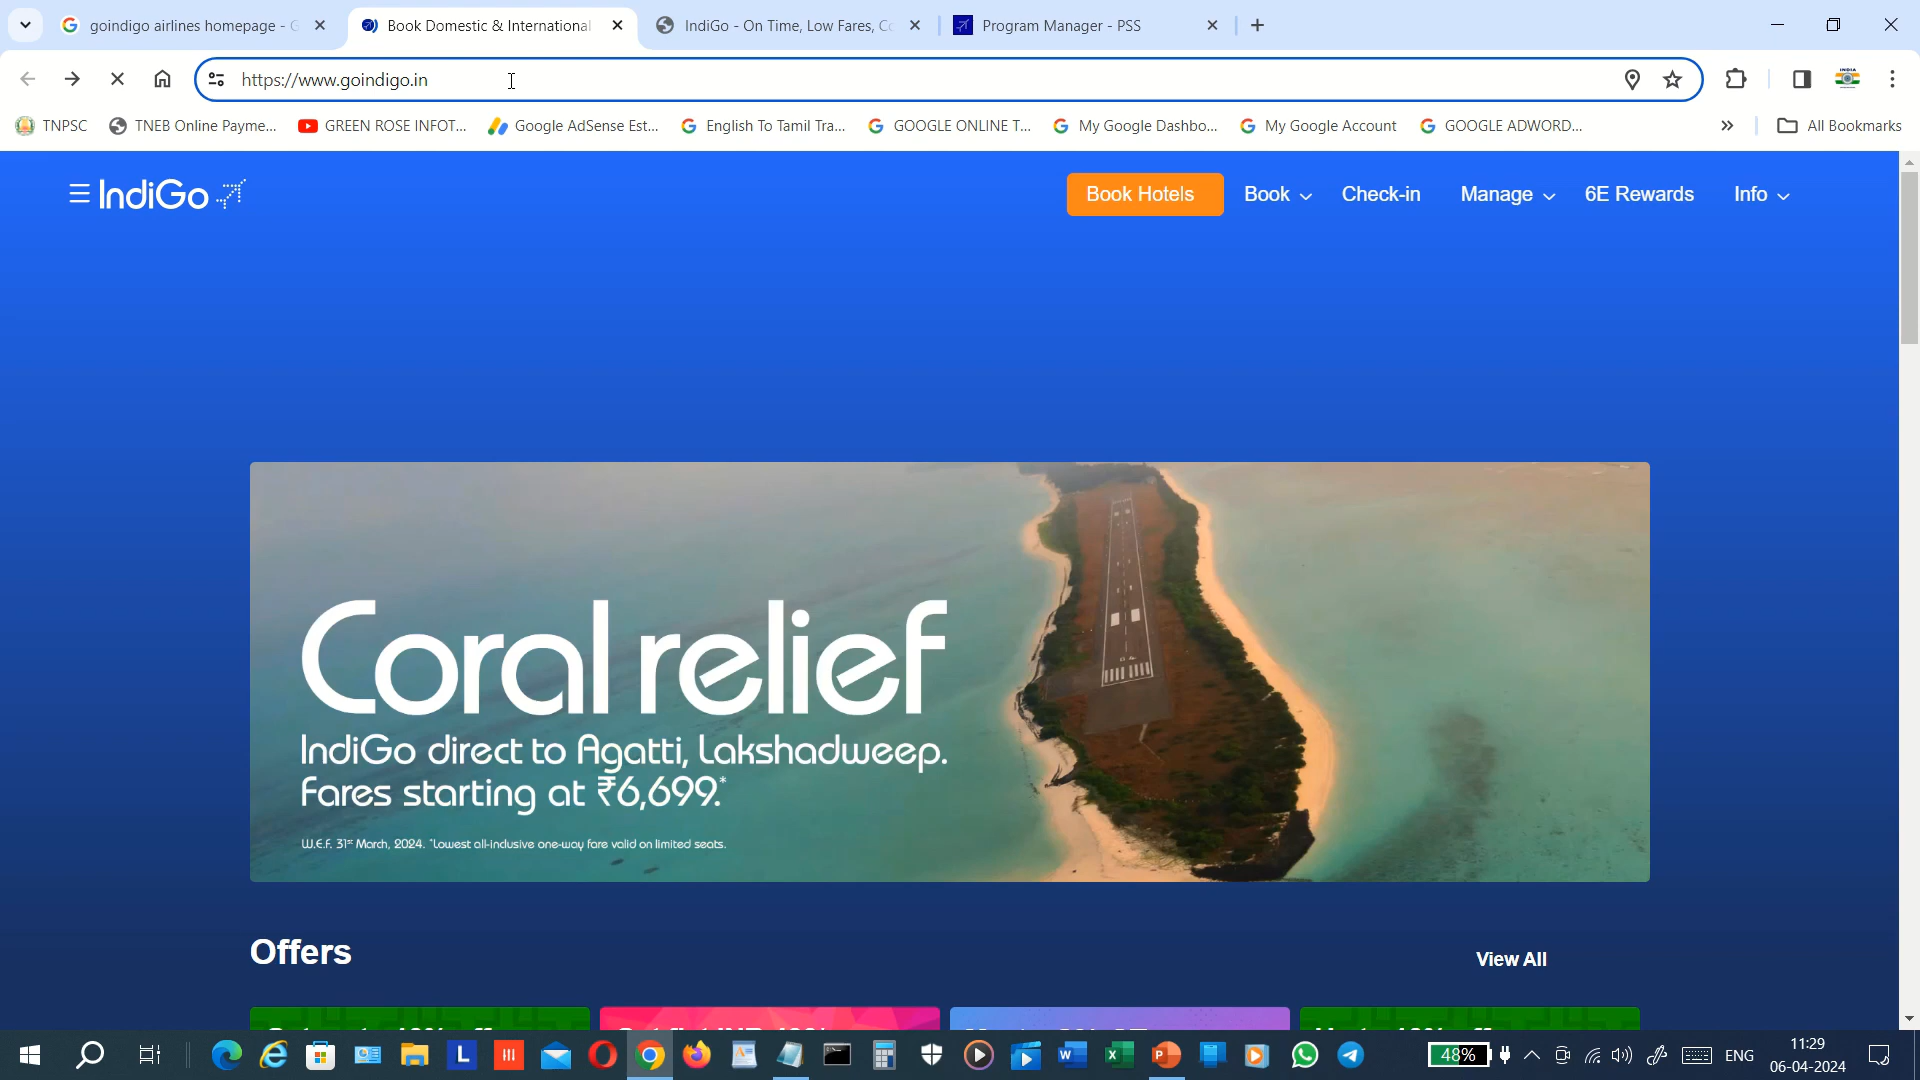 goindigo airlines homepage - G
Book Domestic & International
IndiGo - On Time, Low Fares, Co
Program Manager - PSS
https://www.goindigo.in
TNPSC
TNEB Online Payme...
GREEN ROSE INFOT...
Google AdSense Est...
English To Tamil Tra...
GOOGLE ONLINE T...
My Google Dashbo...
My Google Account
GOOGLE ADWORD...
All Bookmarks
IndiGo
Book Hotels
Book
Check-in
Manage
6E Rewards
Info
Coral relief
IndiGo direct to Agatti, Lakshadweep.
Fares starting at ₹6,699.*
W.E.F. 31st March, 2024. *Lowest all-inclusive one-way fare valid on limited seats.
Offers
View All
48%
ENG
11:29
06-04-2024